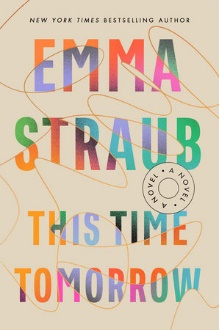 NEW YORK TIMES BESTSELLING AUTHOR
EMMA
STRAUB
A NOVEL • A NOVEL •
THIS TIME
TOMORROW